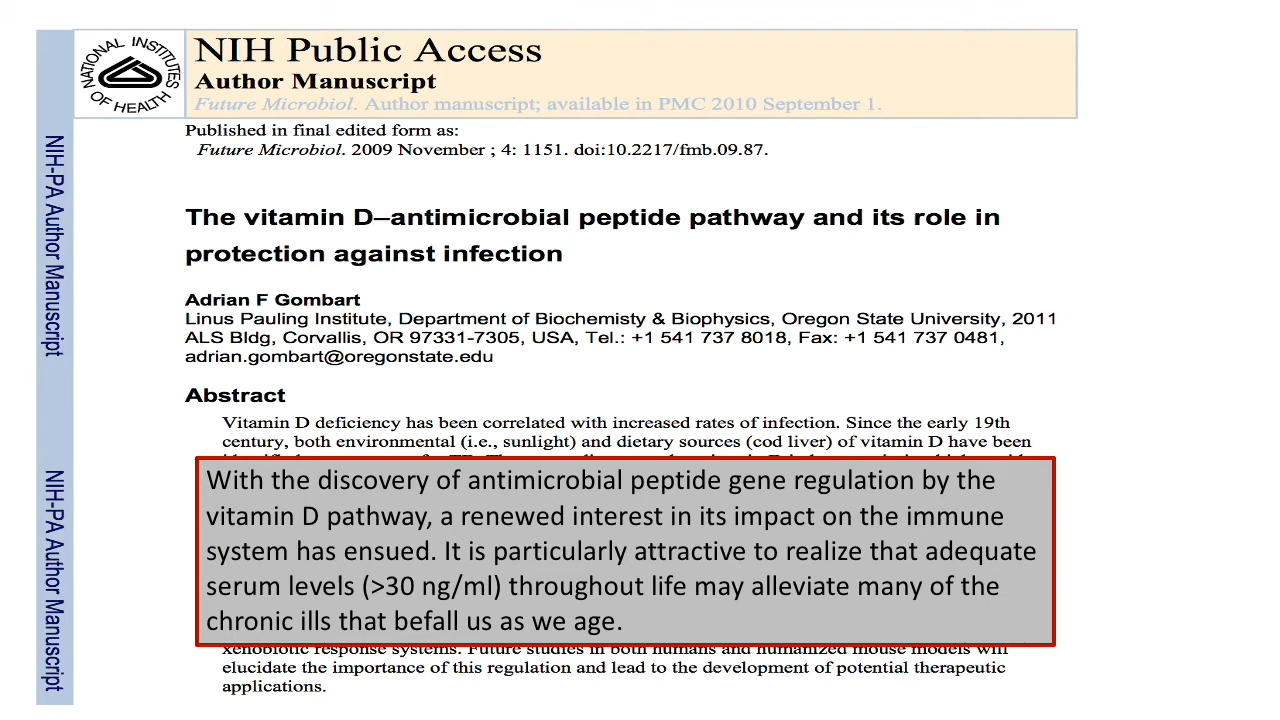 NATIONAL INSTITUTES
OF HEALTH
NIH Public Access
Author Manuscript
Future Microbiol. Author manuscript; available in PMC 2010 September 1.
Published in final edited form as:
Future Microbiol. 2009 November ; 4: 1151. doi:10.2217/fmb.09.87.
NIH-PA Author Manuscript
The vitamin D–antimicrobial peptide pathway and its role in
protection against infection
Adrian F Gombart
Linus Pauling Institute, Department of Biochemisty & Biophysics, Oregon State University, 2011
ALS Bldg, Corvallis, OR 97331-7305, USA, Tel.: +1 541 737 8018, Fax: +1 541 737 0481,
adrian.gombart@oregonstate.edu
Abstract
Vitamin D deficiency has been correlated with increased rates of infection. Since the early 19th
century, both environmental (i.e., sunlight) and dietary sources (cod liver) of vitamin D have been
With the discovery of antimicrobial peptide gene regulation by the
vitamin D pathway, a renewed interest in its impact on the immune
system has ensued. It is particularly attractive to realize that adequate
serum levels (>30 ng/ml) throughout life may alleviate many of the
chronic ills that befall us as we age.
NIH-PA Author Manuscript
xenobiotic response systems. Future studies in both humans and humanized mouse models will
elucidate the importance of this regulation and lead to the development of potential therapeutic
applications.